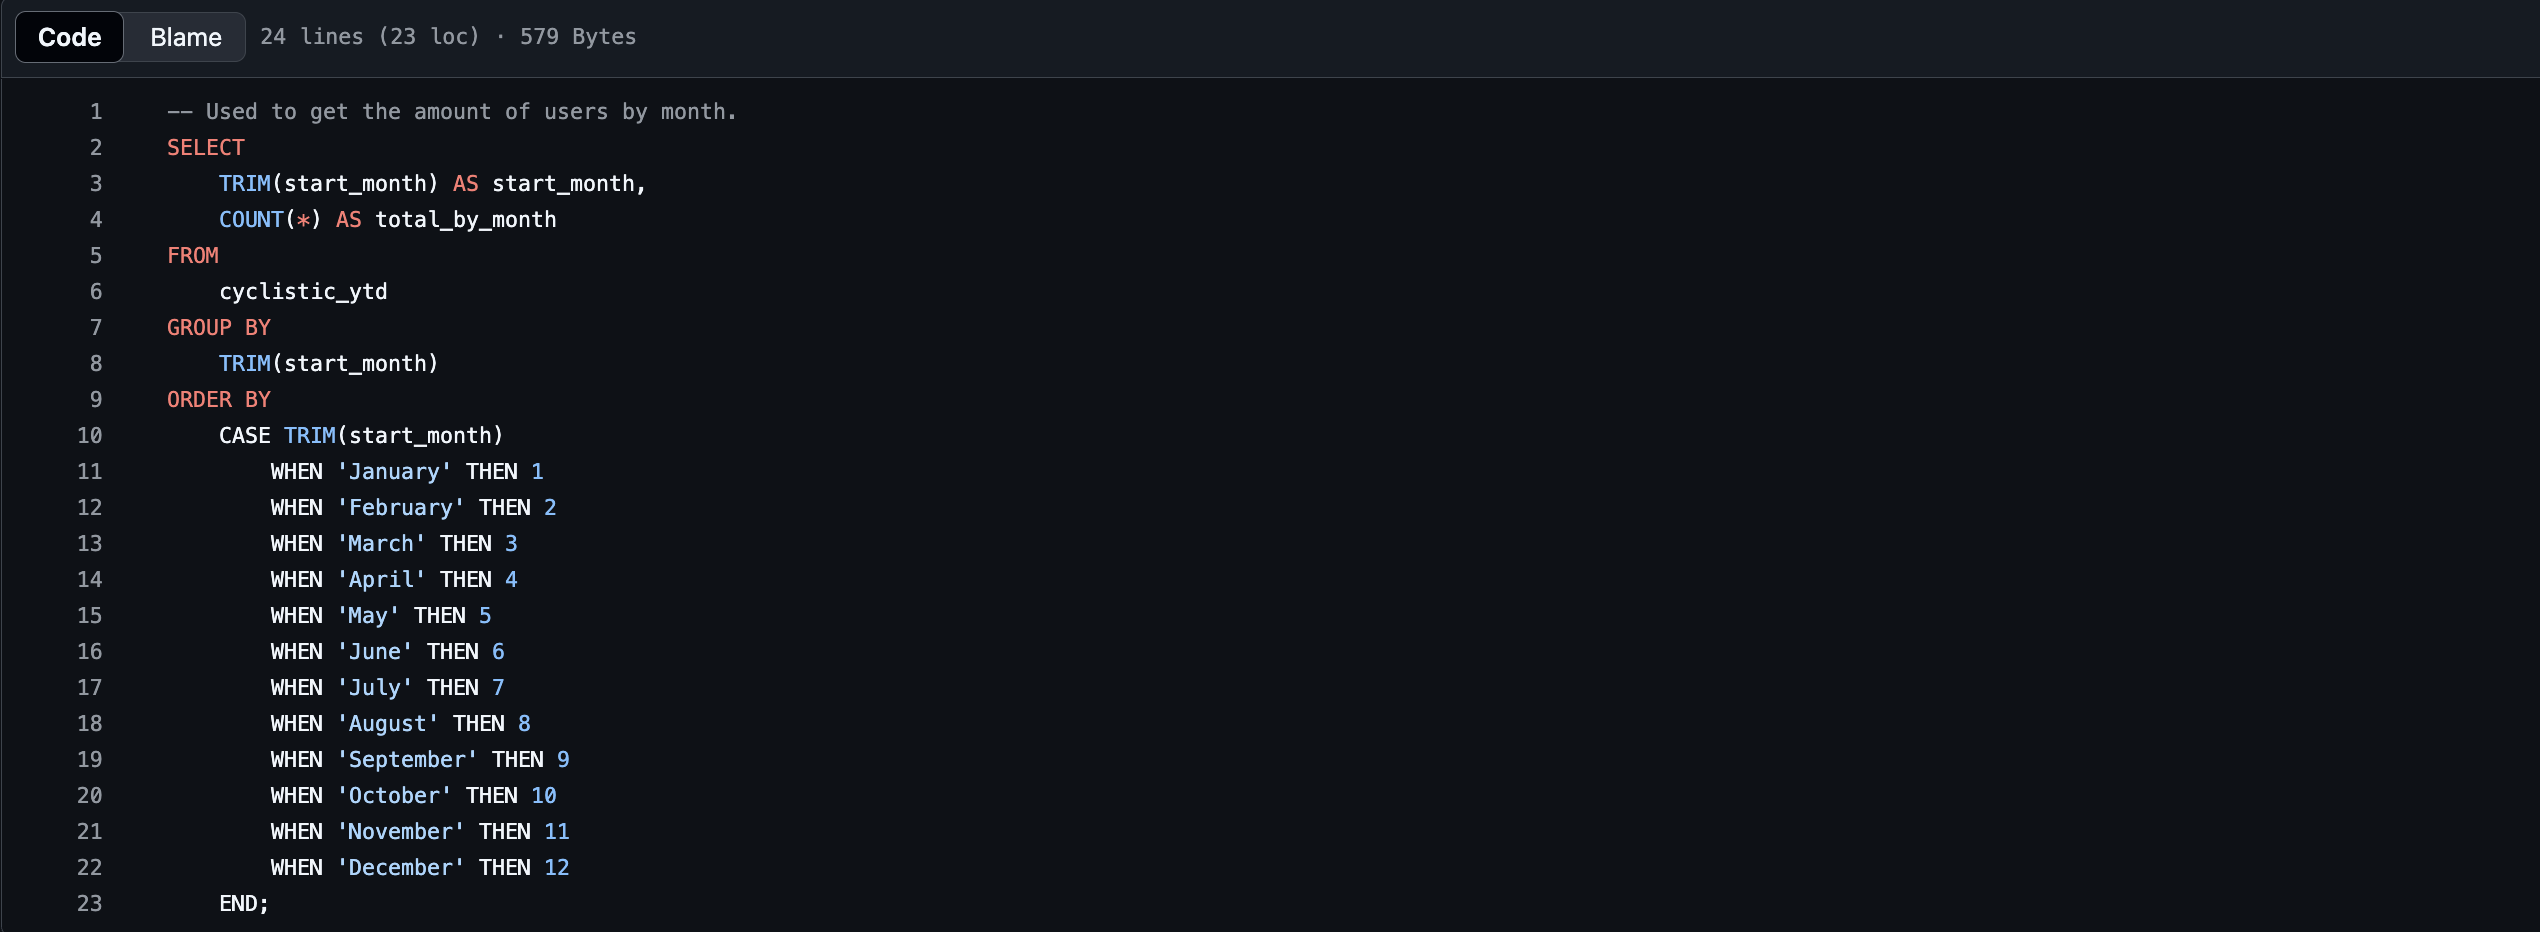 Code Blame 24 lines (23 loc) · 579 Bytes
1 -- Used to get the amount of users by month.
2 SELECT
3     TRIM(start_month) AS start_month,
4     COUNT(*) AS total_by_month
5 FROM
6     cyclistic_ytd
7 GROUP BY
8     TRIM(start_month)
9 ORDER BY
10     CASE TRIM(start_month)
11         WHEN 'January' THEN 1
12         WHEN 'February' THEN 2
13         WHEN 'March' THEN 3
14         WHEN 'April' THEN 4
15         WHEN 'May' THEN 5
16         WHEN 'June' THEN 6
17         WHEN 'July' THEN 7
18         WHEN 'August' THEN 8
19         WHEN 'September' THEN 9
20         WHEN 'October' THEN 10
21         WHEN 'November' THEN 11
22         WHEN 'December' THEN 12
23     END;